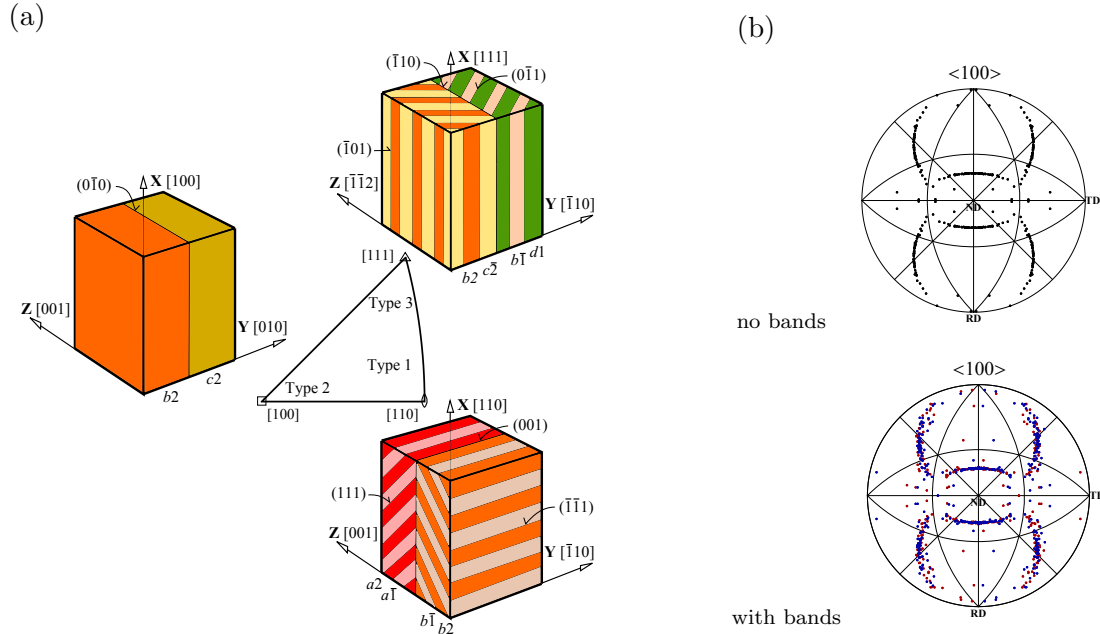 (a)
(b)
X [111]
(1̄10)
(01̄1)
(1̄01)
Z [1̄1̄2]
Y [1̄10]
b2 c2̄ b1̄ d1
X [100]
(01̄0)
Z [001]
Y [010]
b2 c2
[111]
Type 3
Type 1
Type 2
[100]
[110]
X [110]
(001)
(111)
(1̄1̄1)
Z [001]
Y [1̄10]
a2
a1̄
b1̄
b2
<100>
ND
TD
RD
no bands
<100>
ND
RD
with bands